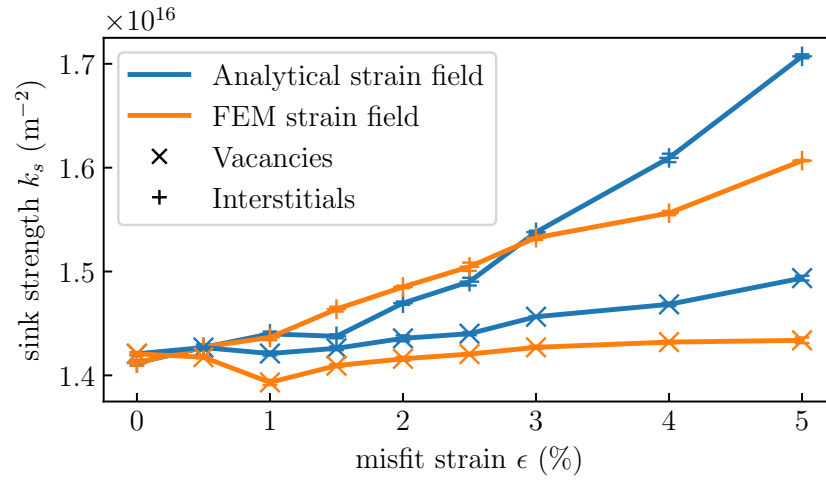 ×10¹⁶
1.7
1.6
1.5
1.4
sink strength kₛ (m⁻²)
Analytical strain field
FEM strain field
Vacancies
Interstitials
0 1 2 3 4 5
misfit strain ϵ (%)